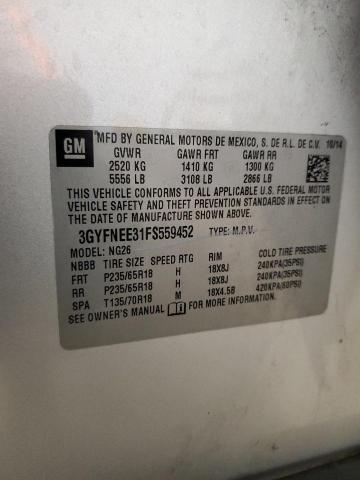 GM MFD BY GENERAL MOTORS DE MEXICO, S. DE R.L. DE C.V. 10/14
GVWR GAWR FRT GAWR RR
2520 KG 1410 KG 1300 KG
5556 LB 3108 LB 2866 LB
THIS VEHICLE CONFORMS TO ALL APPLICABLE U.S. FEDERAL MOTOR
VEHICLE SAFETY AND THEFT PREVENTION STANDARDS IN EFFECT
ON THE DATE OF MANUFACTURE SHOWN ABOVE.
3GYFNEE31FS559452 TYPE: M.P.V.
MODEL: NG26
NBBB TIRE SIZE SPEED RTG RIM COLD TIRE PRESSURE
FRT P235/65R18 H 18X8J 240KPA(35PSI)
RR P235/65R18 H 18X8J 240KPA(35PSI)
SPA T135/70R18 M 18X4.5B 420KPA(60PSI)
SEE OWNER'S MANUAL FOR MORE INFORMATION.